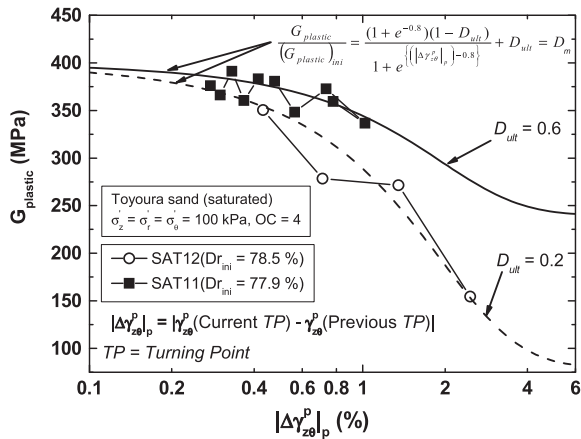 G_plastic / (G_plastic)_ini = (1 + e^-0.8)(1 - D_ult) / 1 + e^{(|Δγ^p_zθ|_p)-0.8} + D_ult = D_m
400
350
300
250
200
150
100
G_plastic (MPa)
D_ult = 0.6
Toyoura sand (saturated)
σ'_z = σ'_r = σ'_θ = 100 kPa, OC = 4
SAT12(Dr_ini = 78.5 %)
SAT11(Dr_ini = 77.9 %)
D_ult = 0.2
|Δγ^p_zθ|_p = |γ^p_zθ(Current TP) - γ^p_zθ(Previous TP)|
TP = Turning Point
0.1 0.2 0.4 0.6 0.8 1 2 4 6
|Δγ^p_zθ|_p (%)